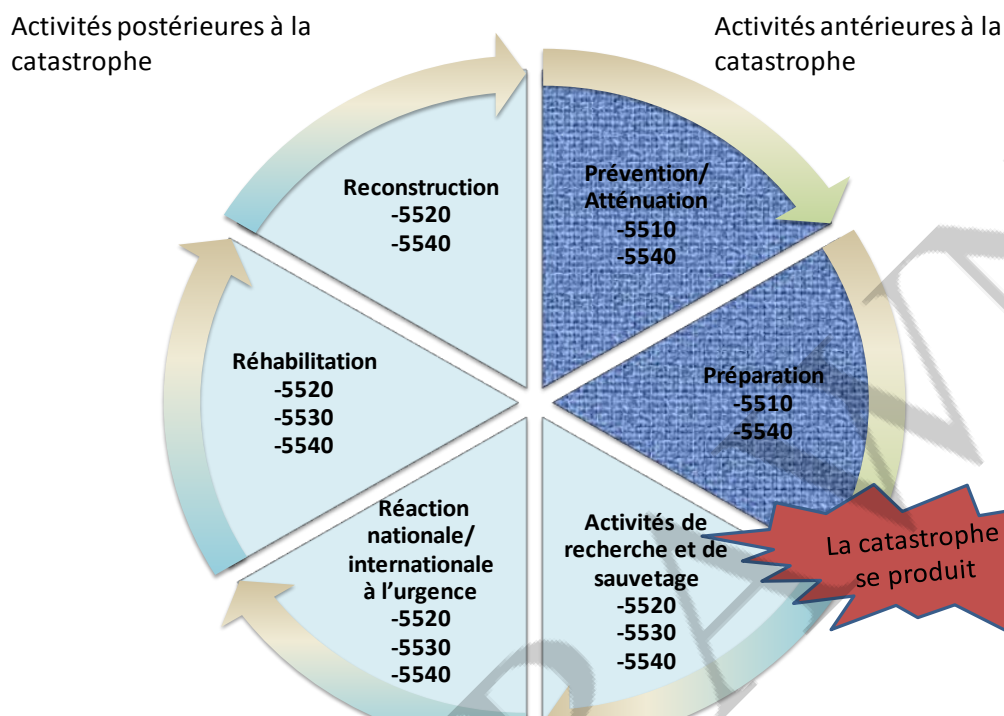 Activités postérieures à la
catastrophe
Activités antérieures à la
catastrophe
Prévention/
Atténuation
-5510
-5540
Préparation
-5510
-5540
La catastrophe
se produit
Activités de
recherche et de
sauvetage
-5520
-5530
-5540
Réaction
nationale/
internationale
à l’urgence
-5520
-5530
-5540
Réhabilitation
-5520
-5530
-5540
Reconstruction
-5520
-5540